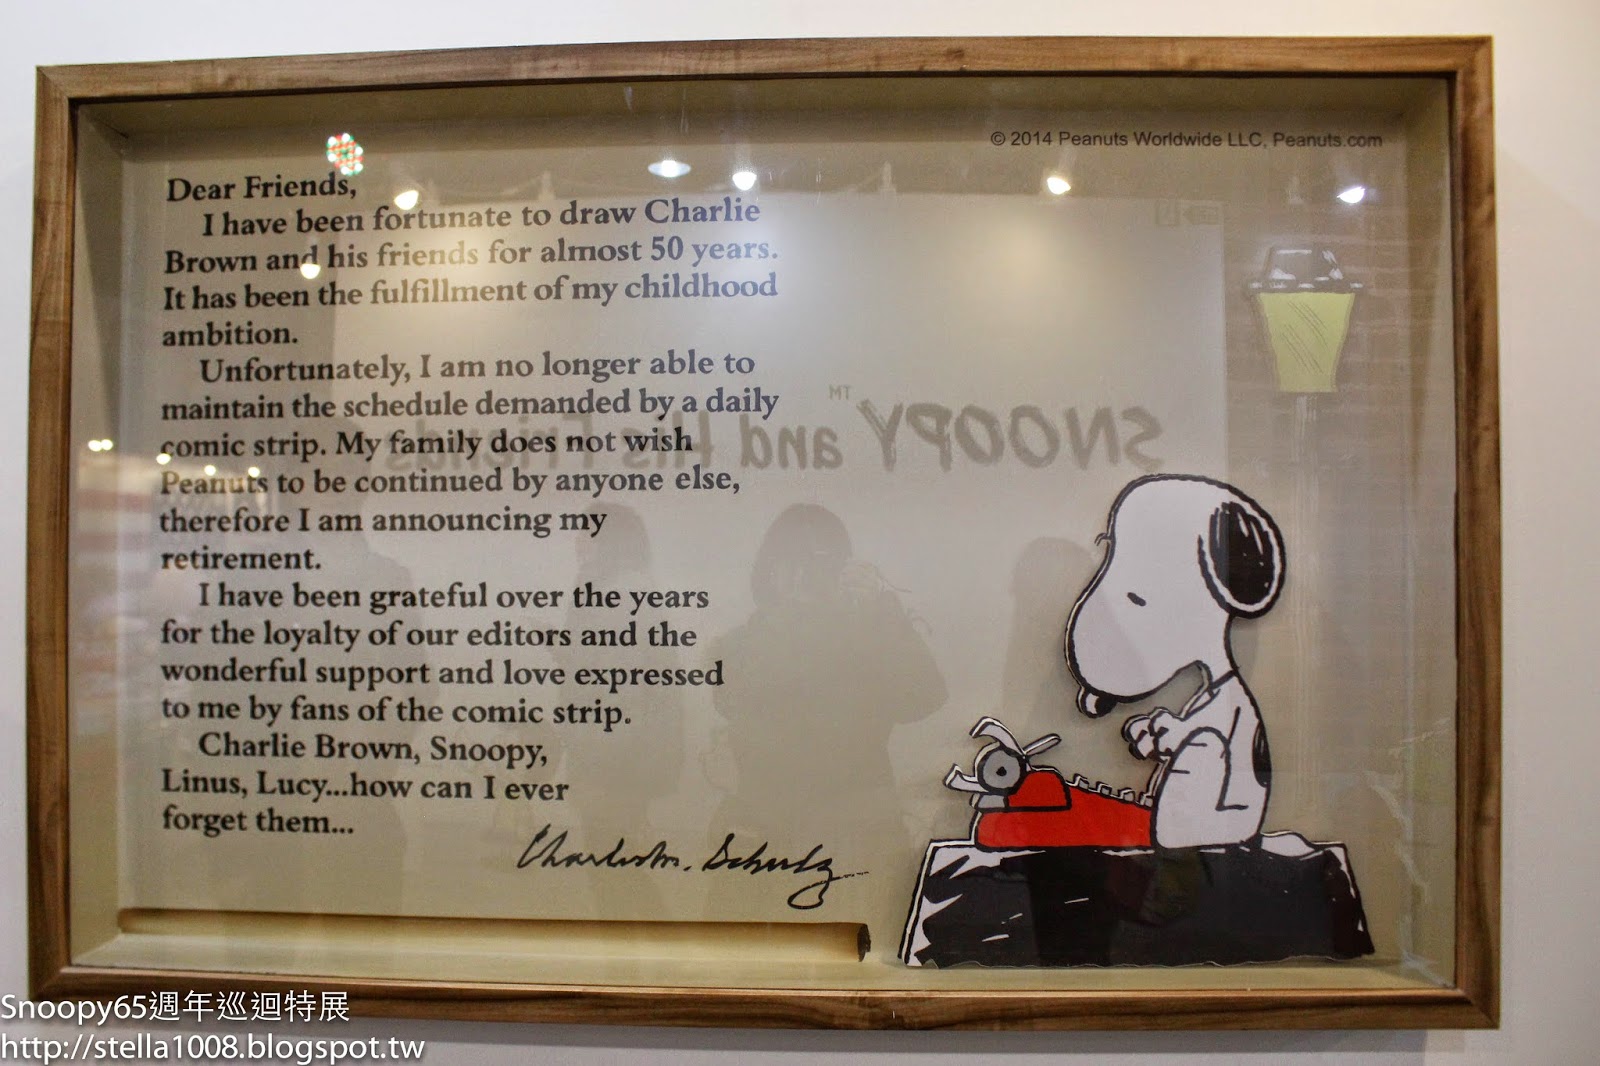 © 2014 Peanuts Worldwide LLC, Peanuts.com
Dear Friends,
I have been fortunate to draw Charlie
Brown and his friends for almost 50 years.
It has been the fulfillment of my childhood
ambition.
Unfortunately, I am no longer able to
maintain the schedule demanded by a daily
comic strip. My family does not wish
Peanuts to be continued by anyone else,
therefore I am announcing my
retirement.
I have been grateful over the years
for the loyalty of our editors and the
wonderful support and love expressed
to me by fans of the comic strip.
Charlie Brown, Snoopy,
Linus, Lucy...how can I ever
forget them...
Charles M. Schulz
SNOOPY™ and His Friends
Snoopy65週年巡迴特展
http://stella1008.blogspot.tw